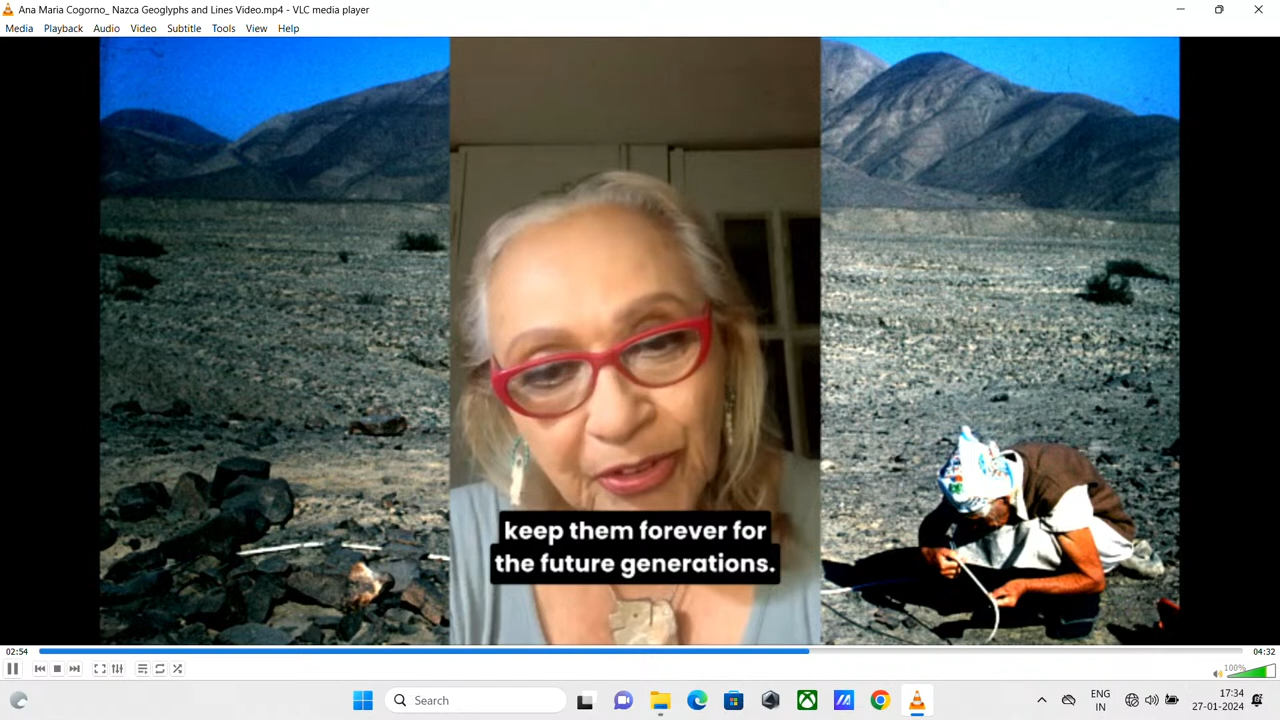 Ana Maria Cogorno_ Nazca Geoglyphs and Lines Video.mp4 - VLC media player
Media Playback Audio Video Subtitle Tools View Help
keep them forever for
the future generations.
02:54 04:32
100%
Search
ENG
IN
17:34
27-01-2024